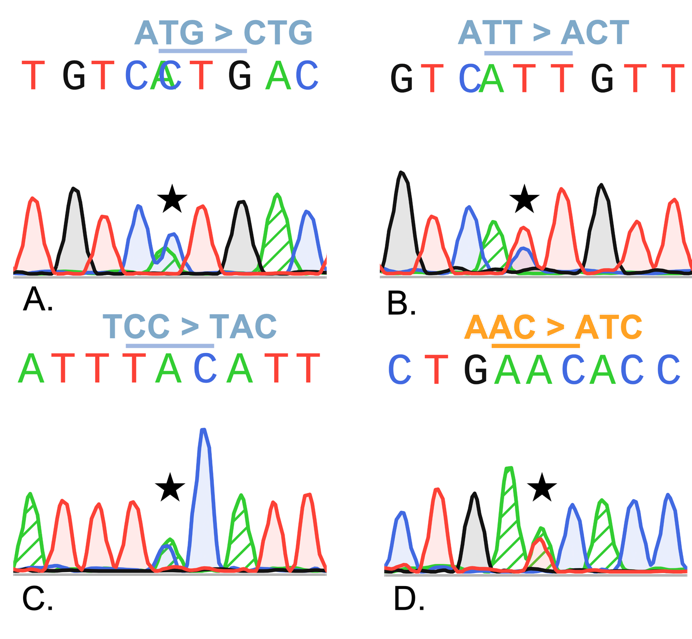 ATG > CTG
T G T C A C T G A C
A.
ATT > ACT
G T C A T T G T T
B.
TCC > TAC
A T T T A C A T T
C.
AAC > ATC
C T G A A C A C C
D.